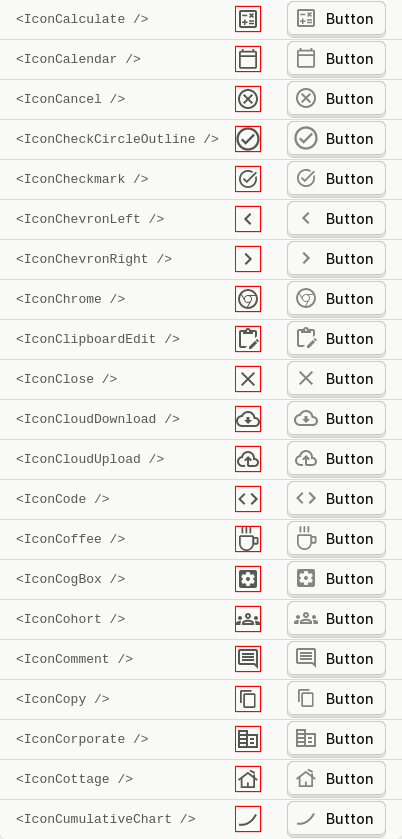 <IconCalculate /> Button
<IconCalendar /> Button
<IconCancel /> Button
<IconCheckCircleOutline /> Button
<IconCheckmark /> Button
<IconChevronLeft /> Button
<IconChevronRight /> Button
<IconChrome /> Button
<IconClipboardEdit /> Button
<IconClose /> Button
<IconCloudDownload /> Button
<IconCloudUpload /> Button
<IconCode /> Button
<IconCoffee /> Button
<IconCogBox /> Button
<IconCohort /> Button
<IconComment /> Button
<IconCopy /> Button
<IconCorporate /> Button
<IconCottage /> Button
<IconCumulativeChart /> Button